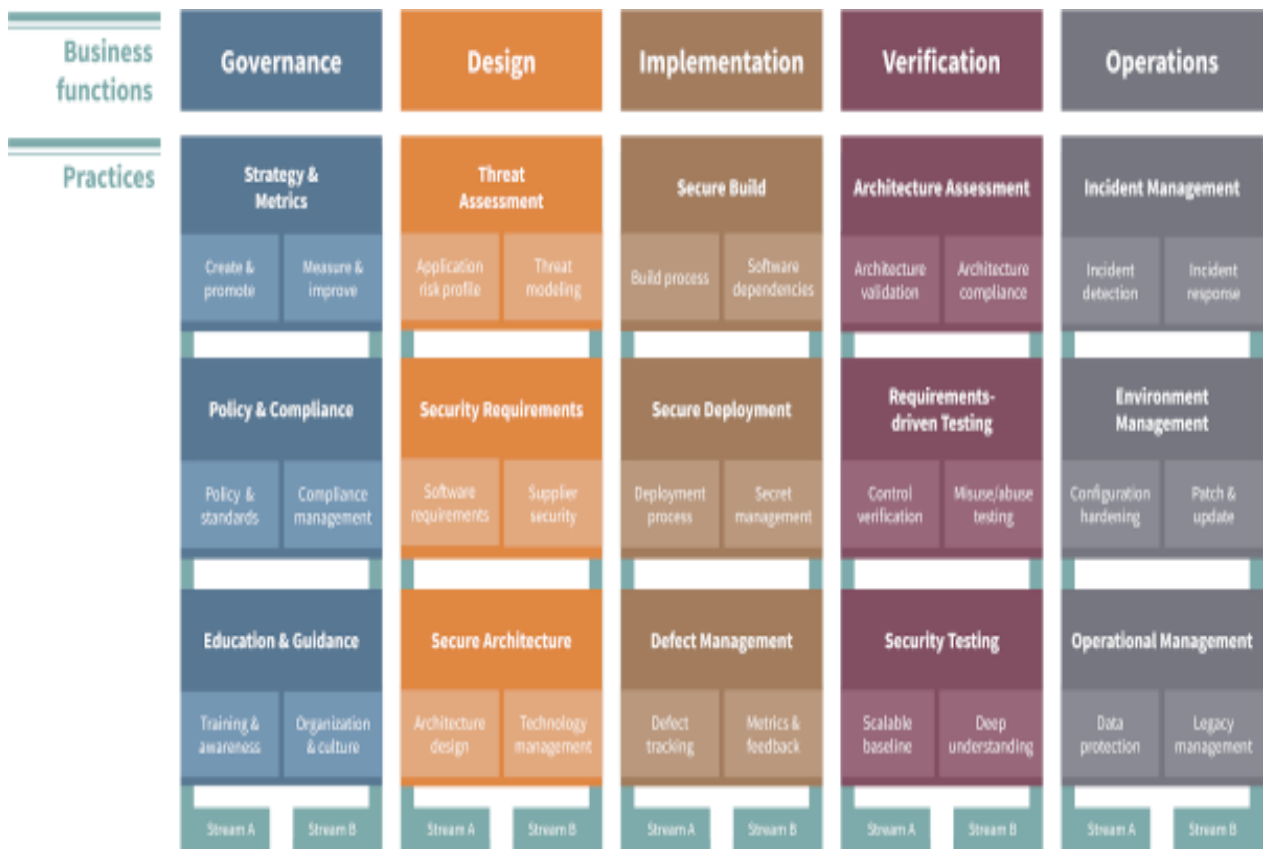 Business
functions
Governance
Design
Implementation
Verification
Operations
Practices
Strategy &
Metrics
Threat
Assessment
Secure Build
Architecture Assessment
Incident Management
Create &
promote
Measure &
improve
Application
risk profile
Threat
modeling
Build process
Software
dependencies
Architecture
validation
Architecture
compliance
Incident
detection
Incident
response
Policy & Compliance
Security Requirements
Secure Deployment
Requirements-
driven Testing
Environment
Management
Policy &
standards
Compliance
management
Software
requirements
Supplier
security
Deployment
process
Secret
management
Control
verification
Misuse/abuse
testing
Configuration
hardening
Patch &
update
Education & Guidance
Secure Architecture
Defect Management
Security Testing
Operational Management
Training &
awareness
Organization
& culture
Architecture
design
Technology
management
Defect
tracking
Metrics &
feedback
Scalable
baseline
Deep
understanding
Data
protection
Legacy
management
Stream A
Stream B
Stream A
Stream B
Stream A
Stream B
Stream A
Stream B
Stream A
Stream B